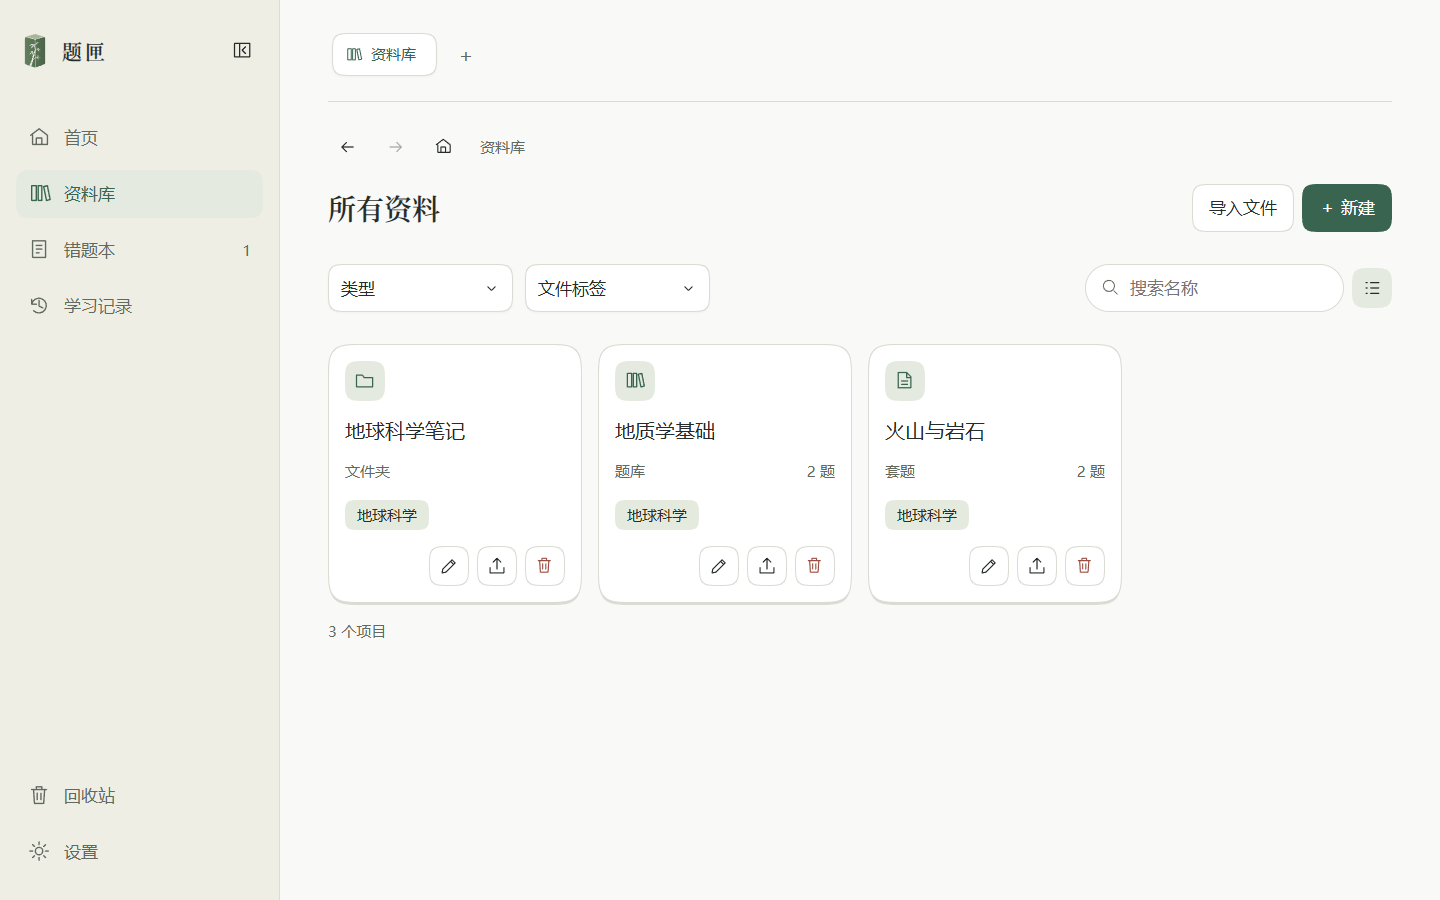 题匣
首页
资料库
错题本 1
学习记录
回收站
设置
资料库 +
资料库
所有资料
导入文件
+ 新建
类型
文件标签
搜索名称
地球科学笔记
文件夹
地球科学
地质学基础
题库 2 题
地球科学
火山与岩石
套题 2 题
地球科学
3 个项目